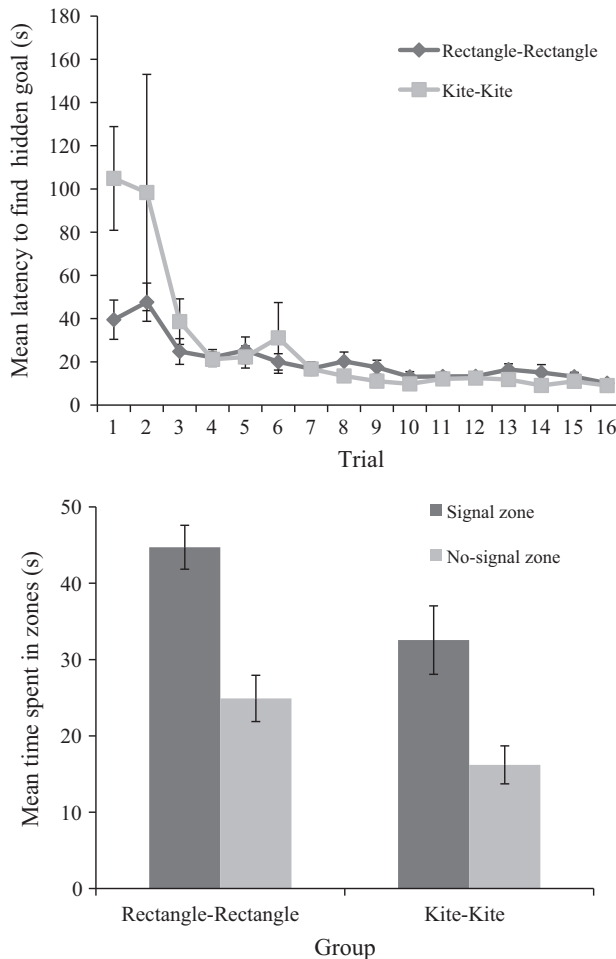 180
160
140
120
100
80
60
40
20
0
Mean latency to find hidden goal (s)
Rectangle-Rectangle
Kite-Kite
1 2 3 4 5 6 7 8 9 10 11 12 13 14 15 16
Trial
50
40
30
20
10
0
Mean time spent in zones (s)
Signal zone
No-signal zone
Rectangle-Rectangle Kite-Kite
Group